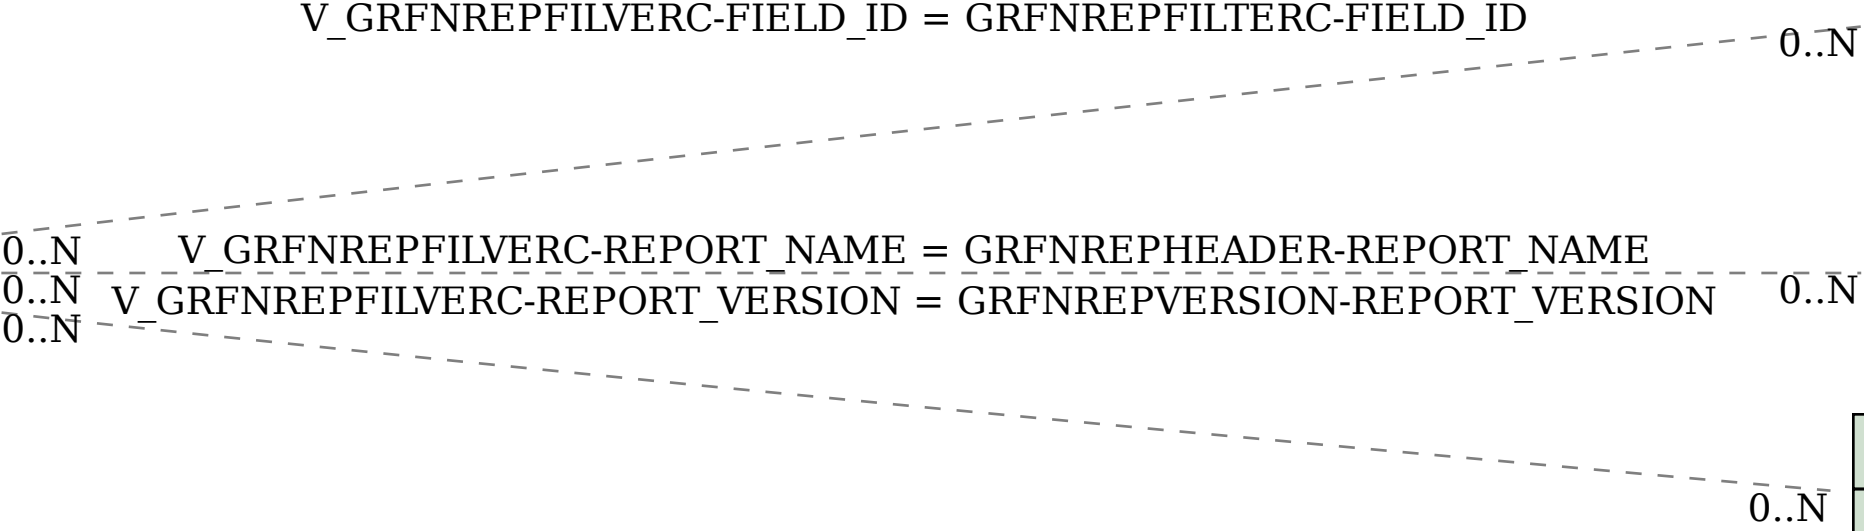 V_GRFNREPFILVERC-FIELD_ID = GRFNREPFILTERC-FIELD_ID
0..N
0..N
V_GRFNREPFILVERC-REPORT_NAME = GRFNREPHEADER-REPORT_NAME
0..N
V_GRFNREPFILVERC-REPORT_VERSION = GRFNREPVERSION-REPORT_VERSION
0..N
0..N
0..N